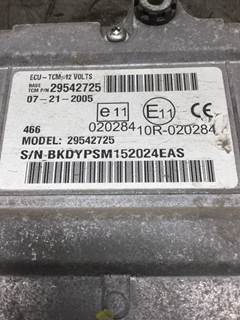 ECU-TCM-12 VOLTS
BASE TCM P/N 29542725
07-21-2005
e11 E11 CE
466 020284 10R-020284
MODEL: 29542725
S/N-BKDYPSM152024EAS